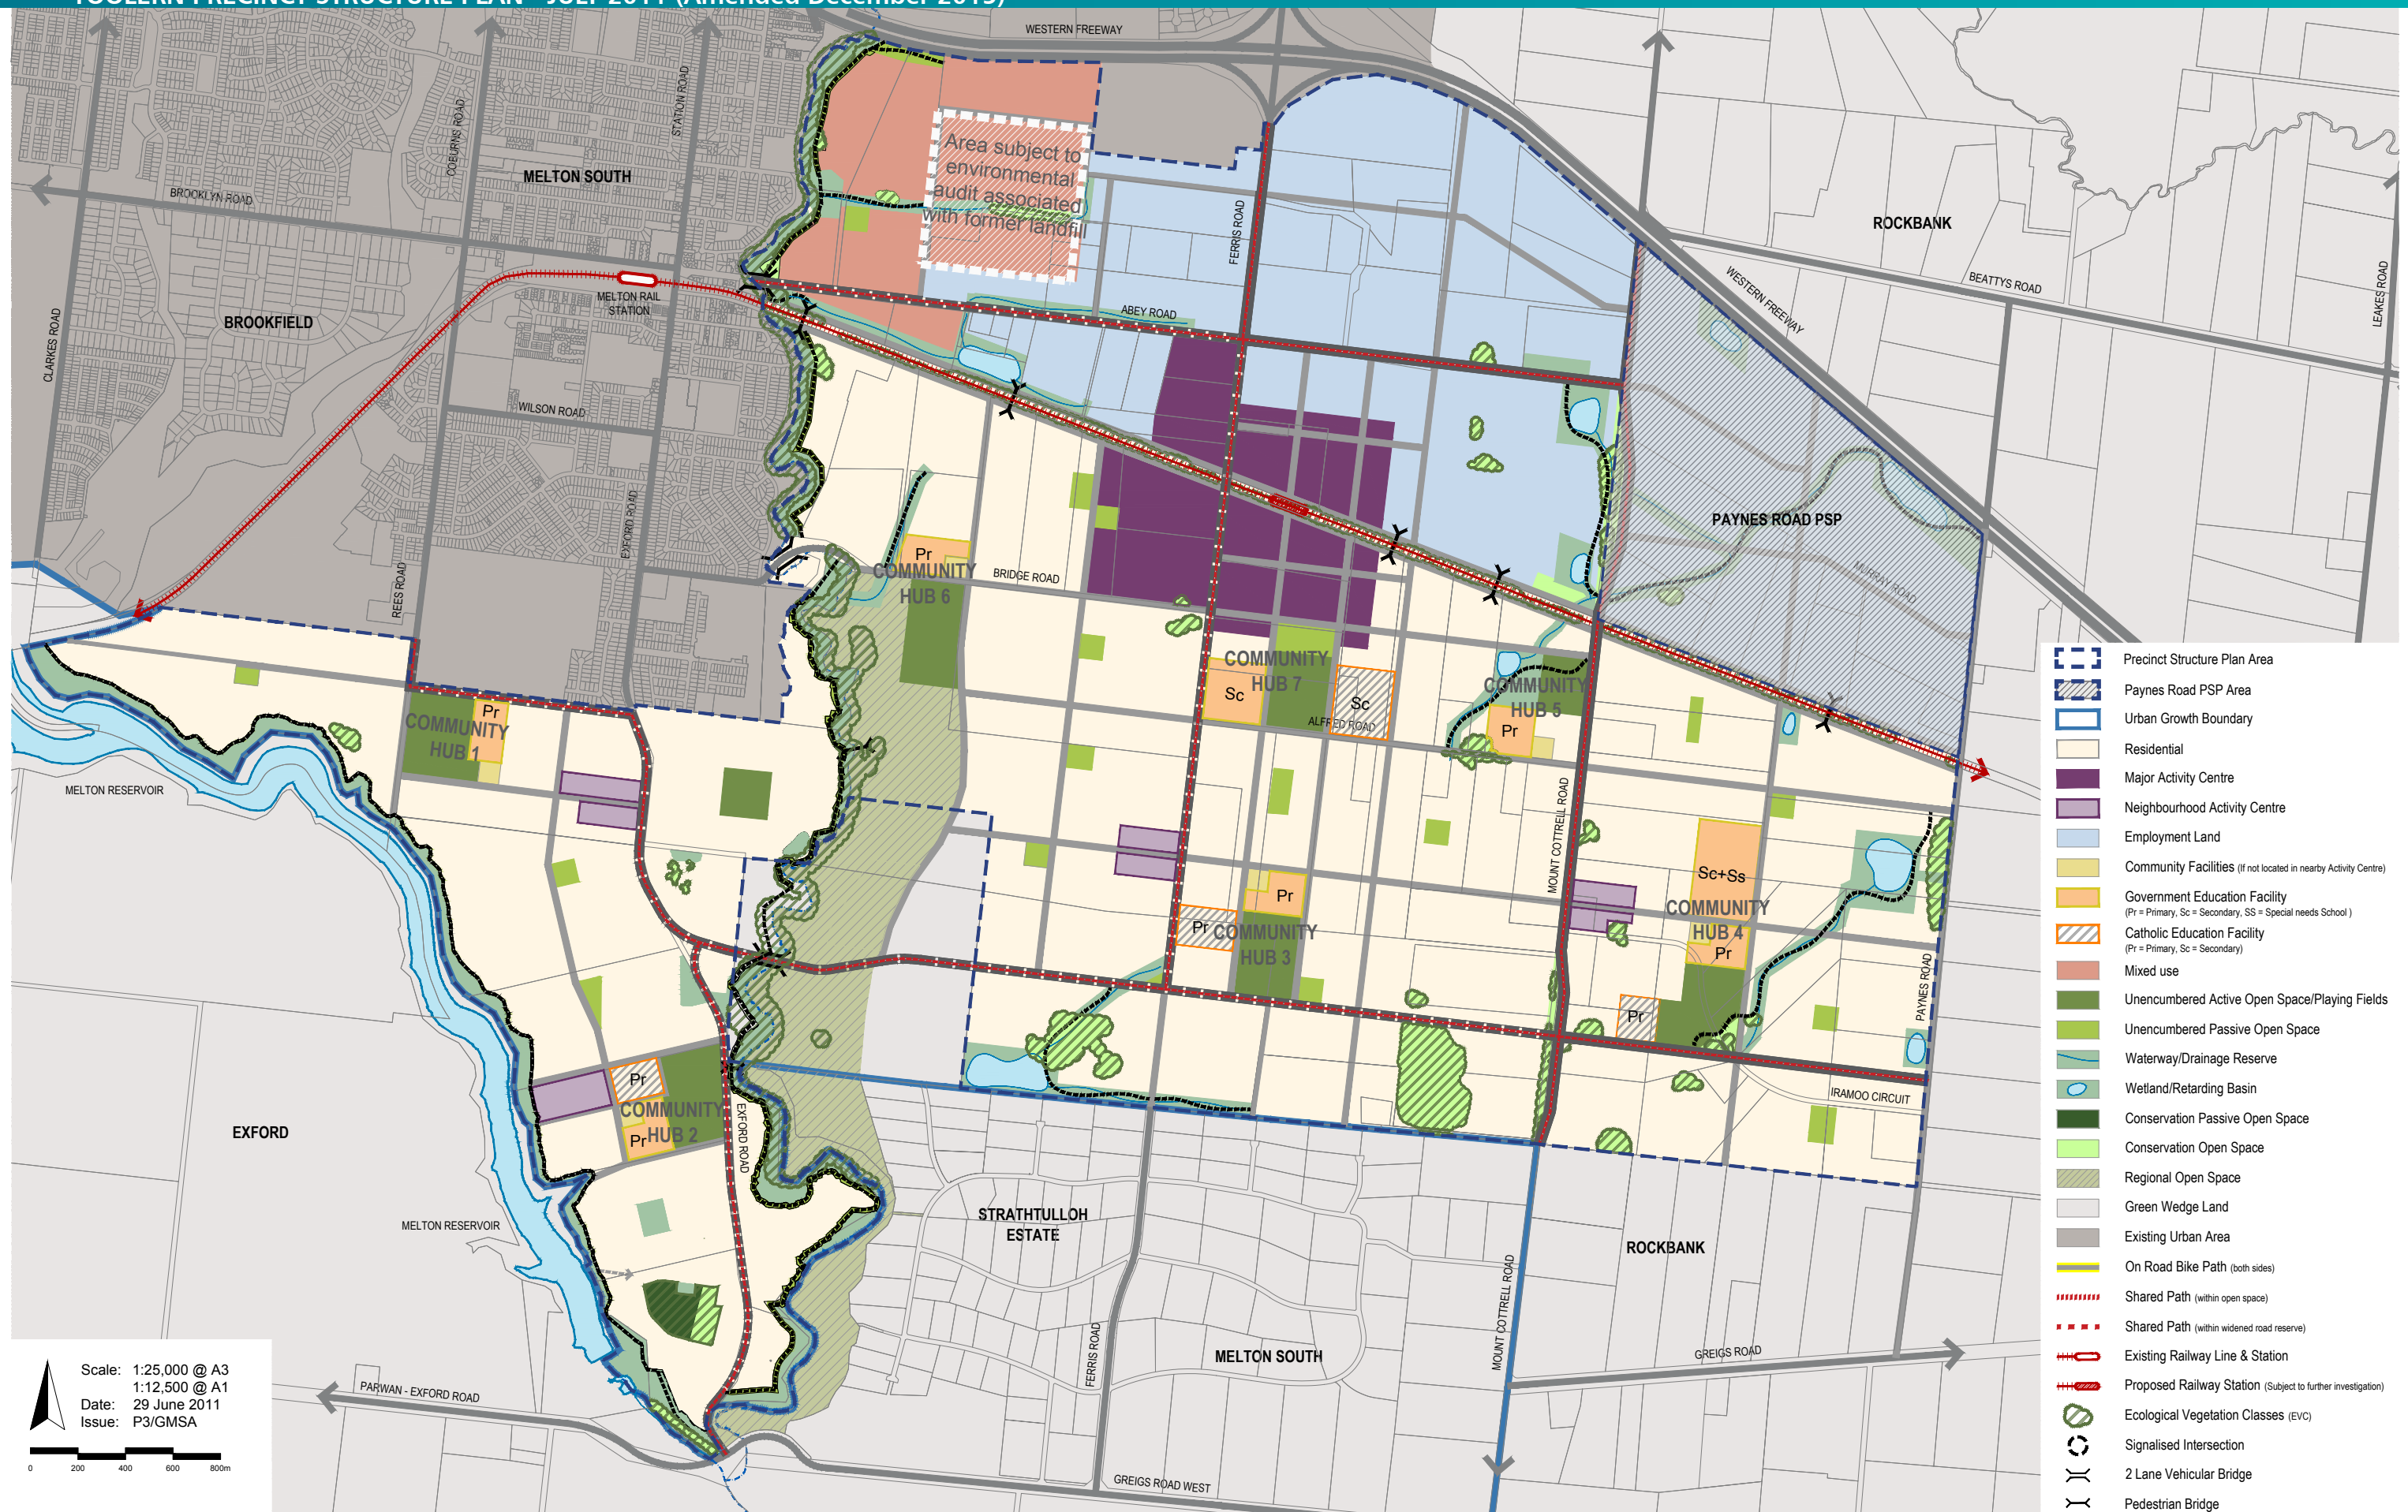 TOOLERN PRECINCT STRUCTURE PLAN - JULY 2011 (Amended December 2015)
WESTERN FREEWAY
STATION ROAD
COBURNS ROAD
MELTON SOUTH
BROOKLYN ROAD
Area subject to
environmental
audit associated
with former landfill
FERRIS ROAD
ROCKBANK
BEATTYS ROAD
LEAKES ROAD
WESTERN FREEWAY
MELTON RAIL
STATION
ABEY ROAD
BROOKFIELD
CLARKES ROAD
WILSON ROAD
EXFORD ROAD
REES ROAD
PAYNES ROAD PSP
MURRAY ROAD
Pr
COMMUNITY
HUB 6
BRIDGE ROAD
COMMUNITY
HUB 7
Sc
Sc
ALFRED ROAD
COMMUNITY
HUB 5
Pr
Pr
COMMUNITY
HUB 1
MELTON RESERVOIR
MOUNT COTTRELL ROAD
Sc+Ss
COMMUNITY
HUB 4
Pr
Pr
Pr
Pr
COMMUNITY
HUB 3
PAYNES ROAD
IRAMOO CIRCUIT
Pr
COMMUNITY
HUB 2
Pr
EXFORD ROAD
EXFORD
MELTON RESERVOIR
STRATHTULLOH
ESTATE
ROCKBANK
MOUNT COTTRELL ROAD
FERRIS ROAD
MELTON SOUTH
GREIGS ROAD
PARWAN - EXFORD ROAD
GREIGS ROAD WEST
Scale: 1:25,000 @ A3
1:12,500 @ A1
Date: 29 June 2011
Issue: P3/GMSA
0 200 400 600 800m
Precinct Structure Plan Area
Paynes Road PSP Area
Urban Growth Boundary
Residential
Major Activity Centre
Neighbourhood Activity Centre
Employment Land
Community Facilities (If not located in nearby Activity Centre)
Government Education Facility
(Pr = Primary, Sc = Secondary, SS = Special needs School )
Catholic Education Facility
(Pr = Primary, Sc = Secondary)
Mixed use
Unencumbered Active Open Space/Playing Fields
Unencumbered Passive Open Space
Waterway/Drainage Reserve
Wetland/Retarding Basin
Conservation Passive Open Space
Conservation Open Space
Regional Open Space
Green Wedge Land
Existing Urban Area
On Road Bike Path (both sides)
Shared Path (within open space)
Shared Path (within widened road reserve)
Existing Railway Line & Station
Proposed Railway Station (Subject to further investigation)
Ecological Vegetation Classes (EVC)
Signalised Intersection
2 Lane Vehicular Bridge
Pedestrian Bridge